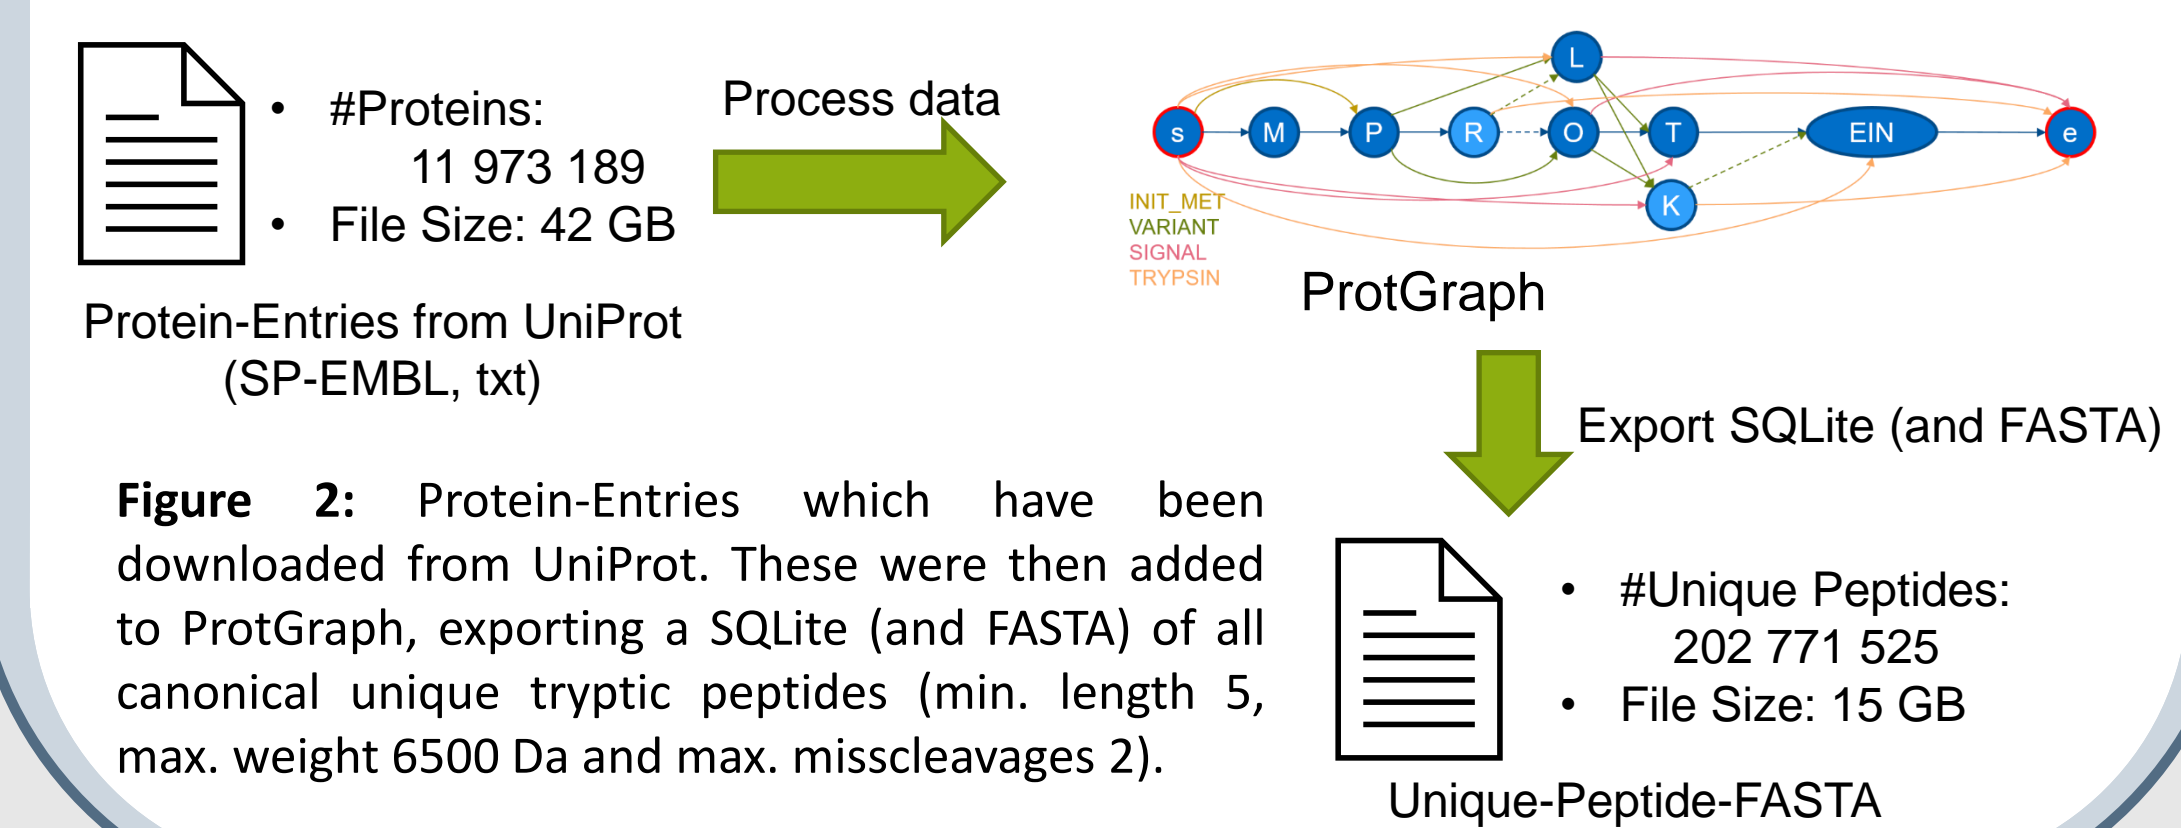 • #Proteins:
11 973 189
• File Size: 42 GB
Protein-Entries from UniProt
(SP-EMBL, txt)
Process data
L
s M P R O T EIN e
K
INIT_MET
VARIANT
SIGNAL
TRYPSIN
ProtGraph
Export SQLite (and FASTA)
Figure 2: Protein-Entries which have been
downloaded from UniProt. These were then added
to ProtGraph, exporting a SQLite (and FASTA) of all
canonical unique tryptic peptides (min. length 5,
max. weight 6500 Da and max. misscleavages 2).
• #Unique Peptides:
202 771 525
• File Size: 15 GB
Unique-Peptide-FASTA